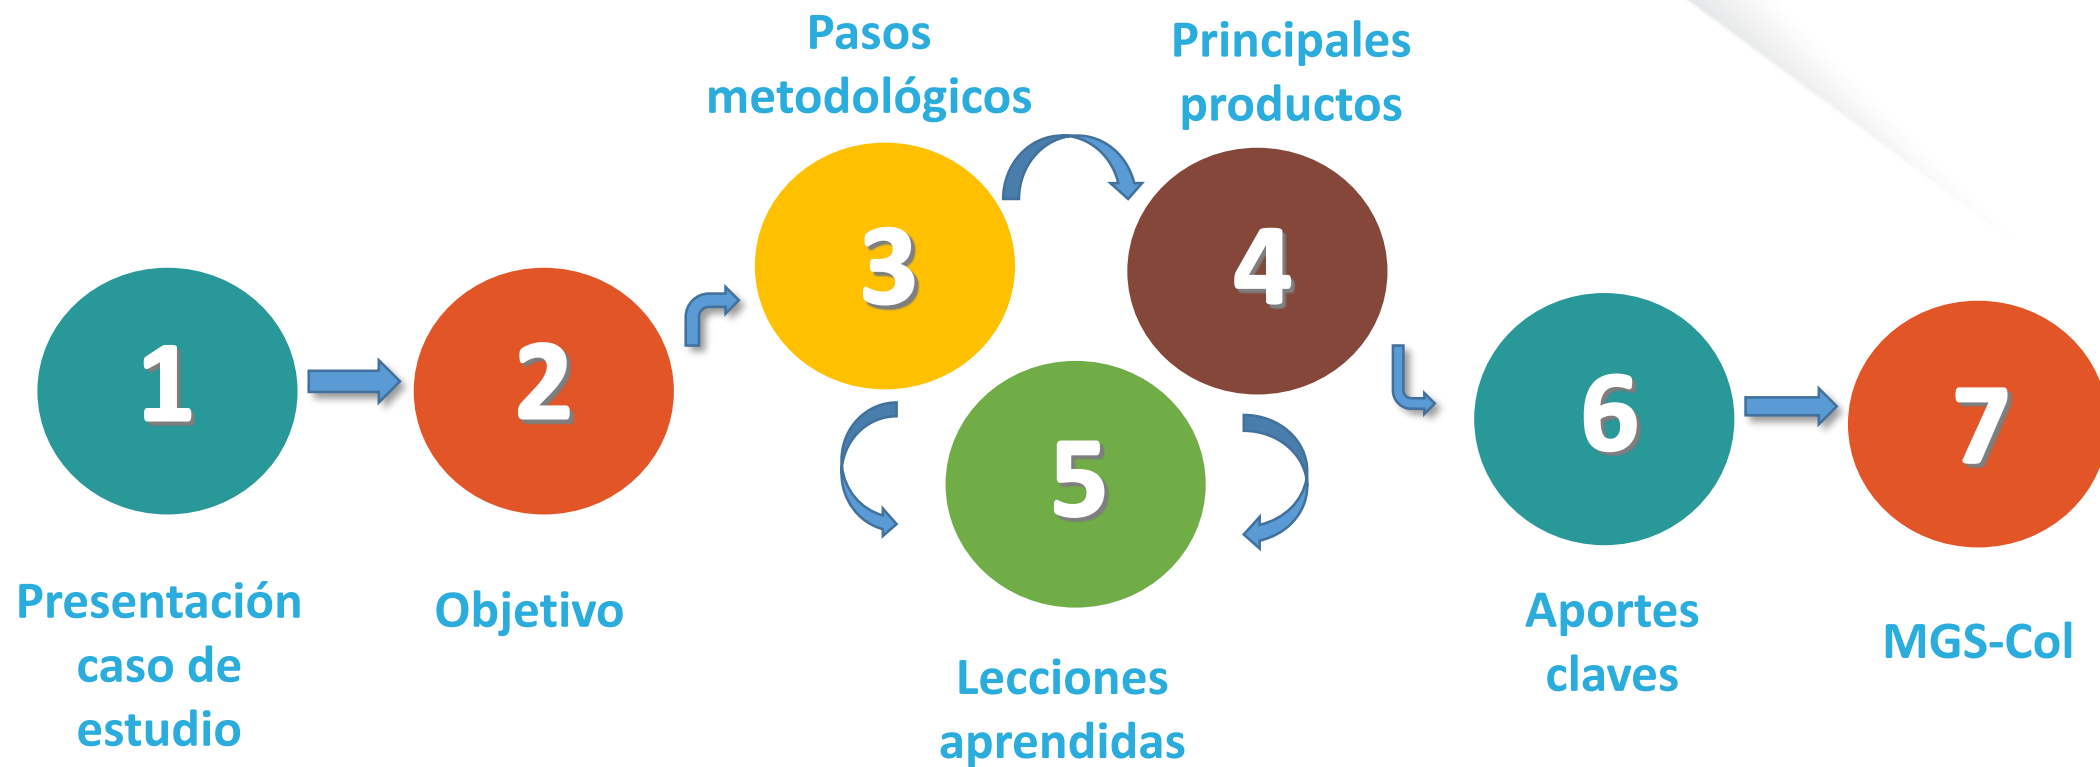 1
Presentación
caso de
estudio
2
Objetivo
Pasos
metodológicos
3
Principales
productos
4
5
Lecciones
aprendidas
6
Aportes
claves
7
MGS-Col